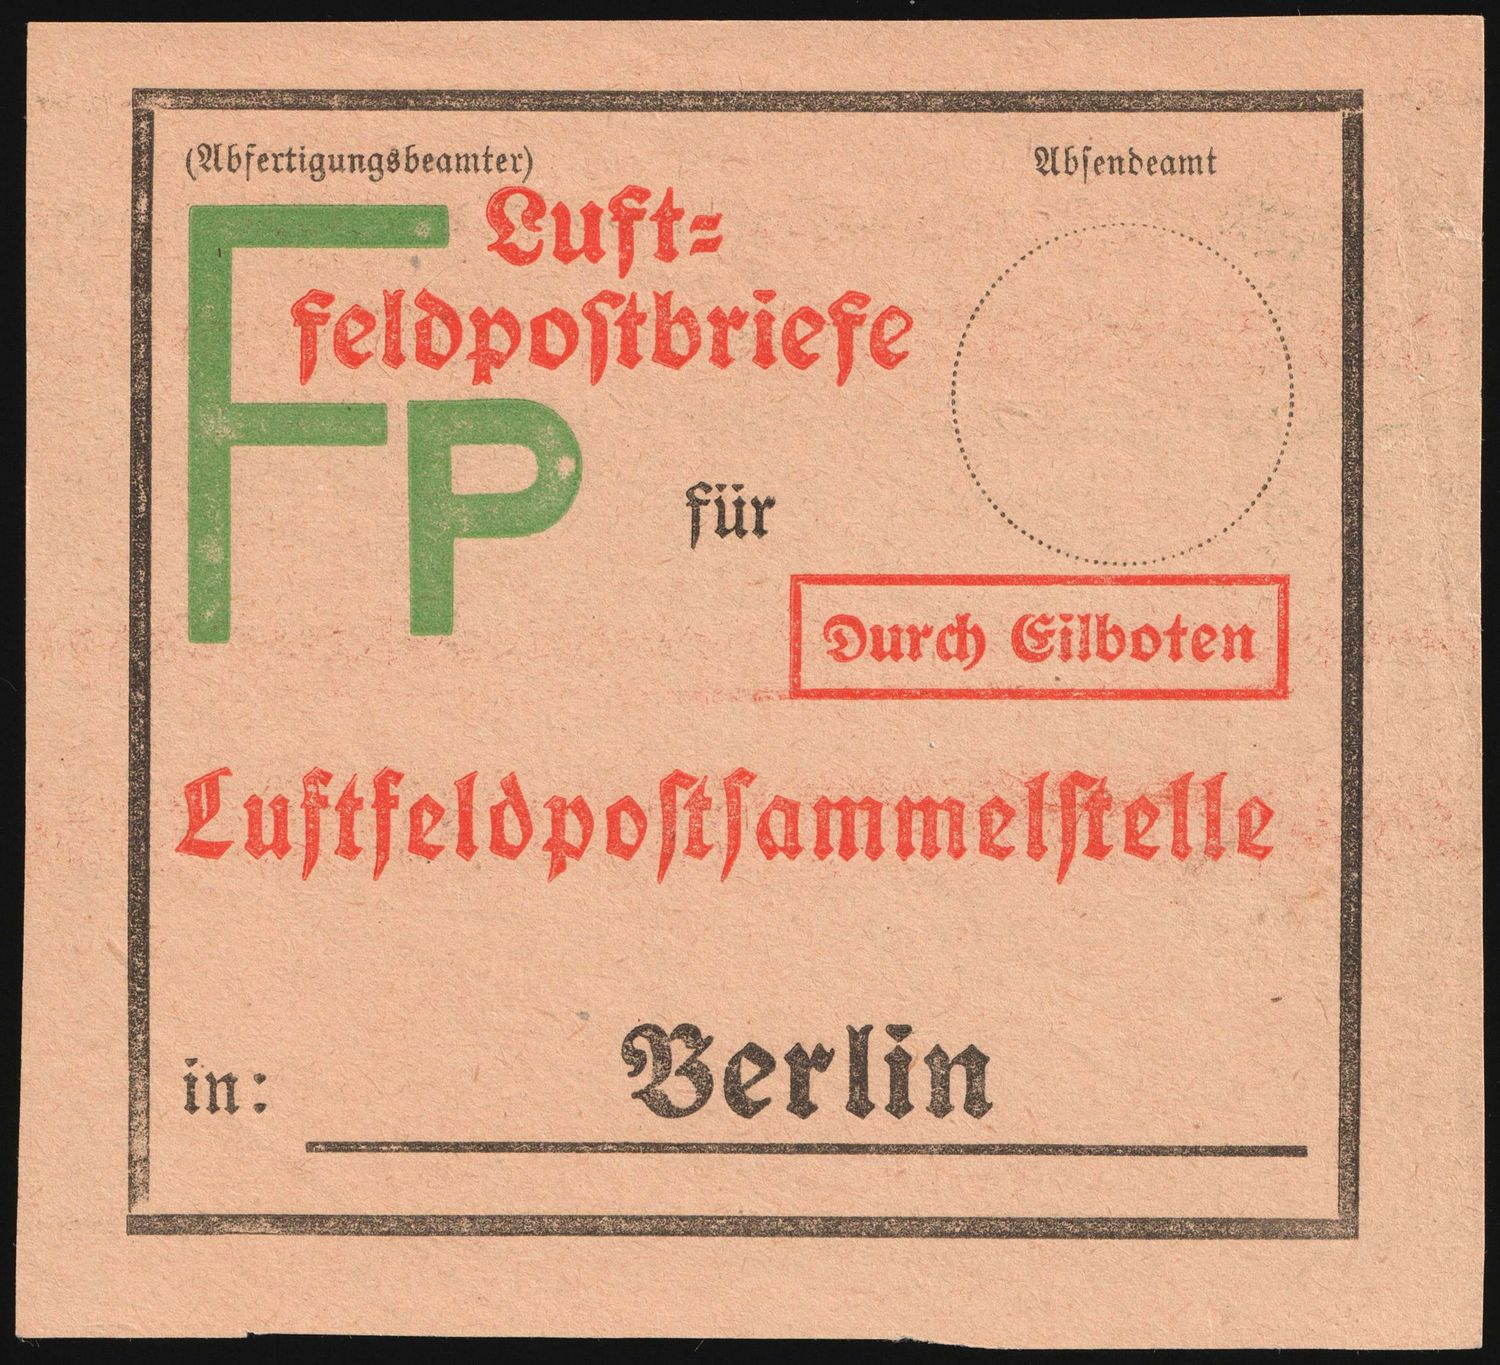 (Abfertigungsbeamter)
Absendeamt
Luft-
feldpostbriefe
FP
für
Durch Eilboten
Luftfeldpostsammelstelle
in: Berlin